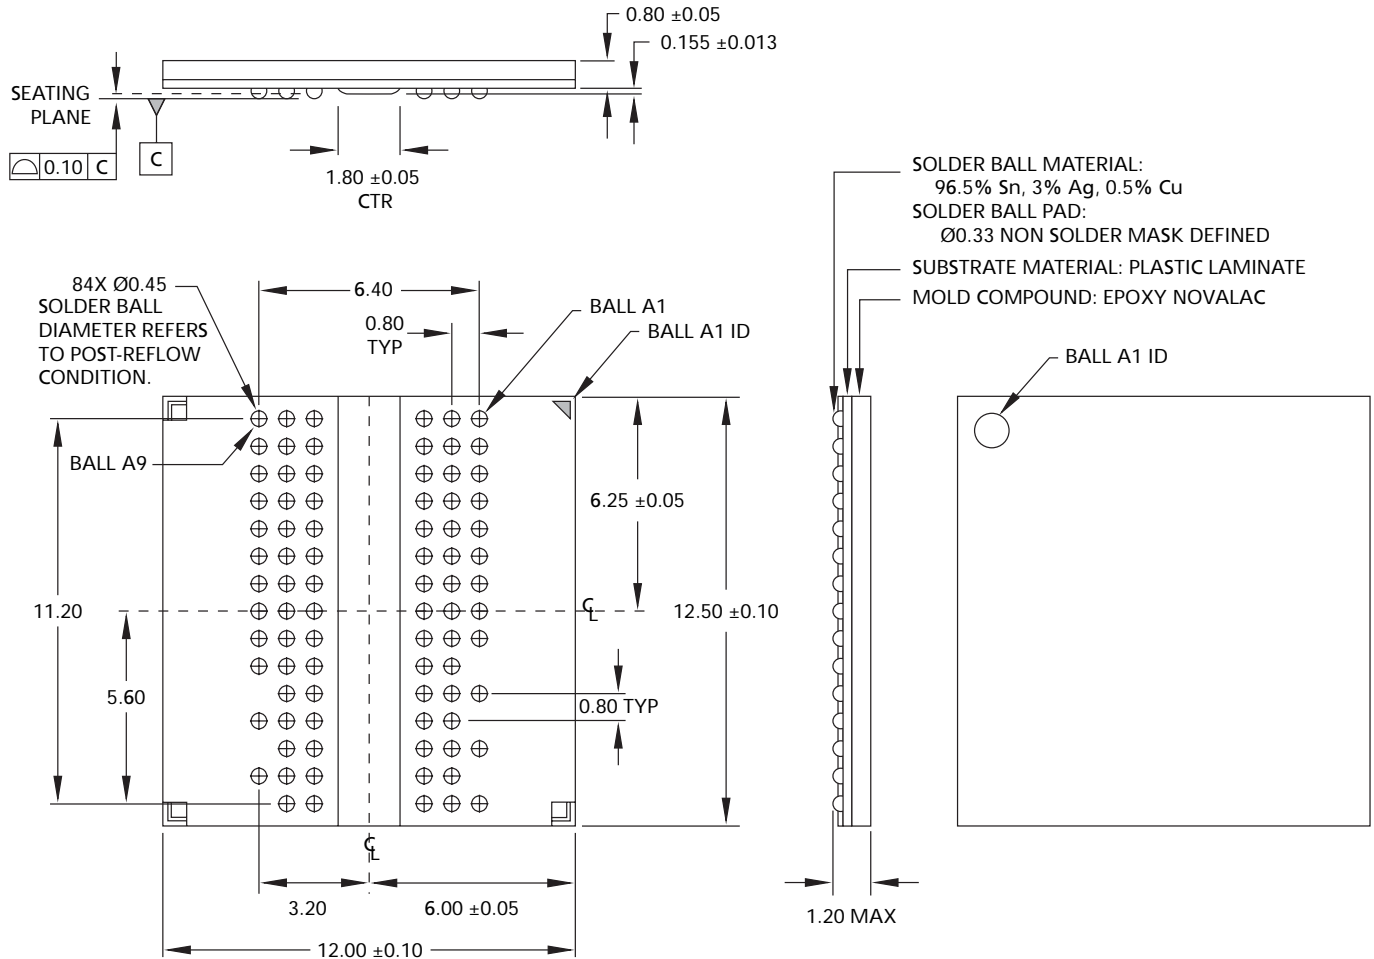 0.80 ±0.05
0.155 ±0.013
SEATING
PLANE
0.10 C
C
1.80 ±0.05
CTR
SOLDER BALL MATERIAL:
96.5% Sn, 3% Ag, 0.5% Cu
SOLDER BALL PAD:
Ø0.33 NON SOLDER MASK DEFINED
SUBSTRATE MATERIAL: PLASTIC LAMINATE
MOLD COMPOUND: EPOXY NOVALAC
84X Ø0.45
SOLDER BALL
DIAMETER REFERS
TO POST-REFLOW
CONDITION.
6.40
0.80
TYP
BALL A1
BALL A1 ID
BALL A1 ID
BALL A9
6.25 ±0.05
11.20
CL
12.50 ±0.10
5.60
0.80 TYP
CL
3.20
6.00 ±0.05
1.20 MAX
12.00 ±0.10